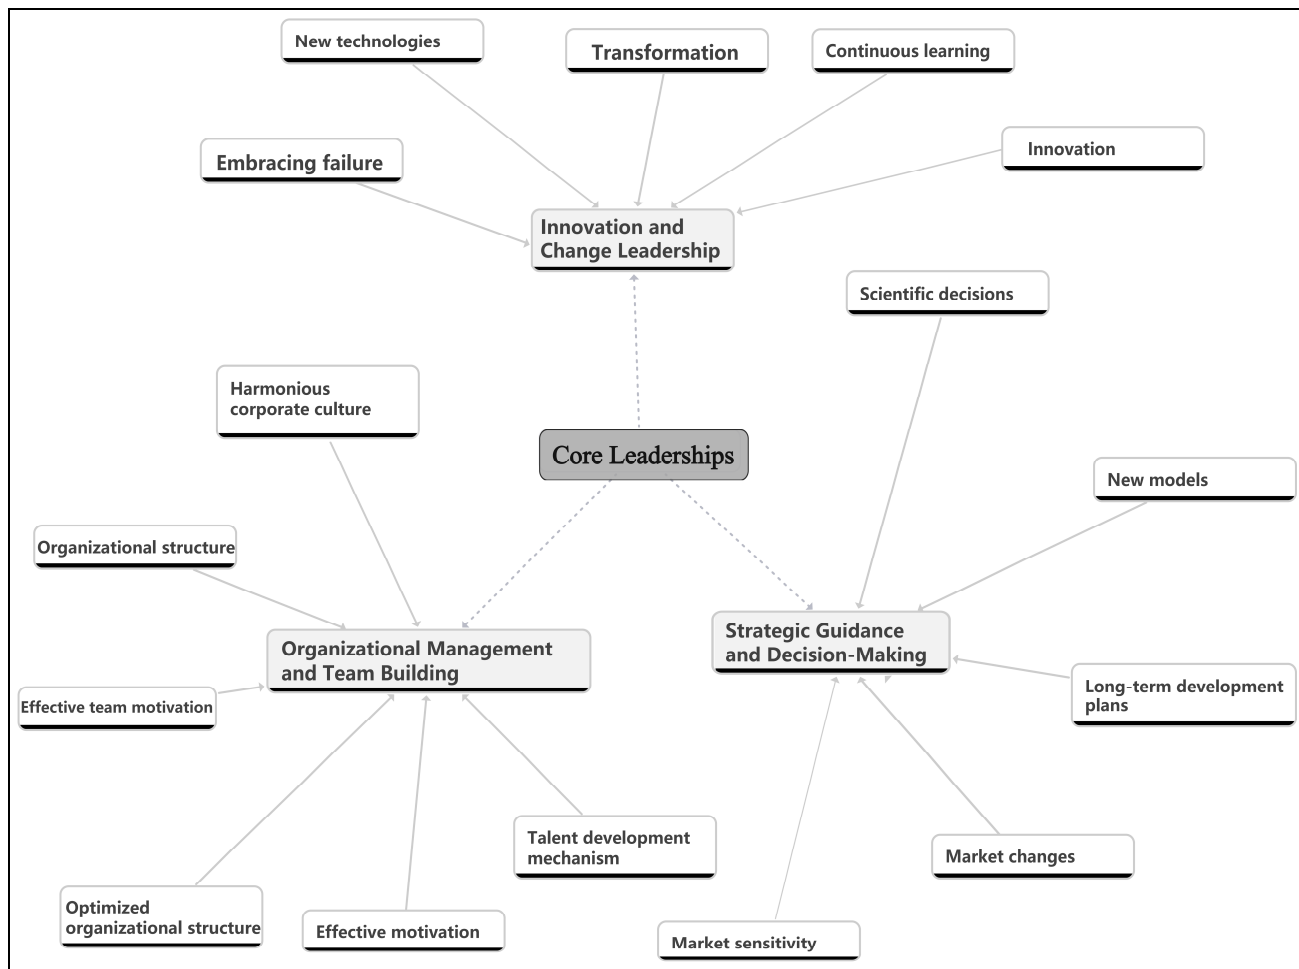 New technologies
Transformation
Continuous learning
Embracing failure
Innovation
Innovation and
Change Leadership
Scientific decisions
Harmonious
corporate culture
Core Leaderships
New models
Organizational structure
Organizational Management
and Team Building
Strategic Guidance
and Decision-Making
Effective team motivation
Long-term development
plans
Talent development
mechanism
Market changes
Optimized
organizational structure
Effective motivation
Market sensitivity